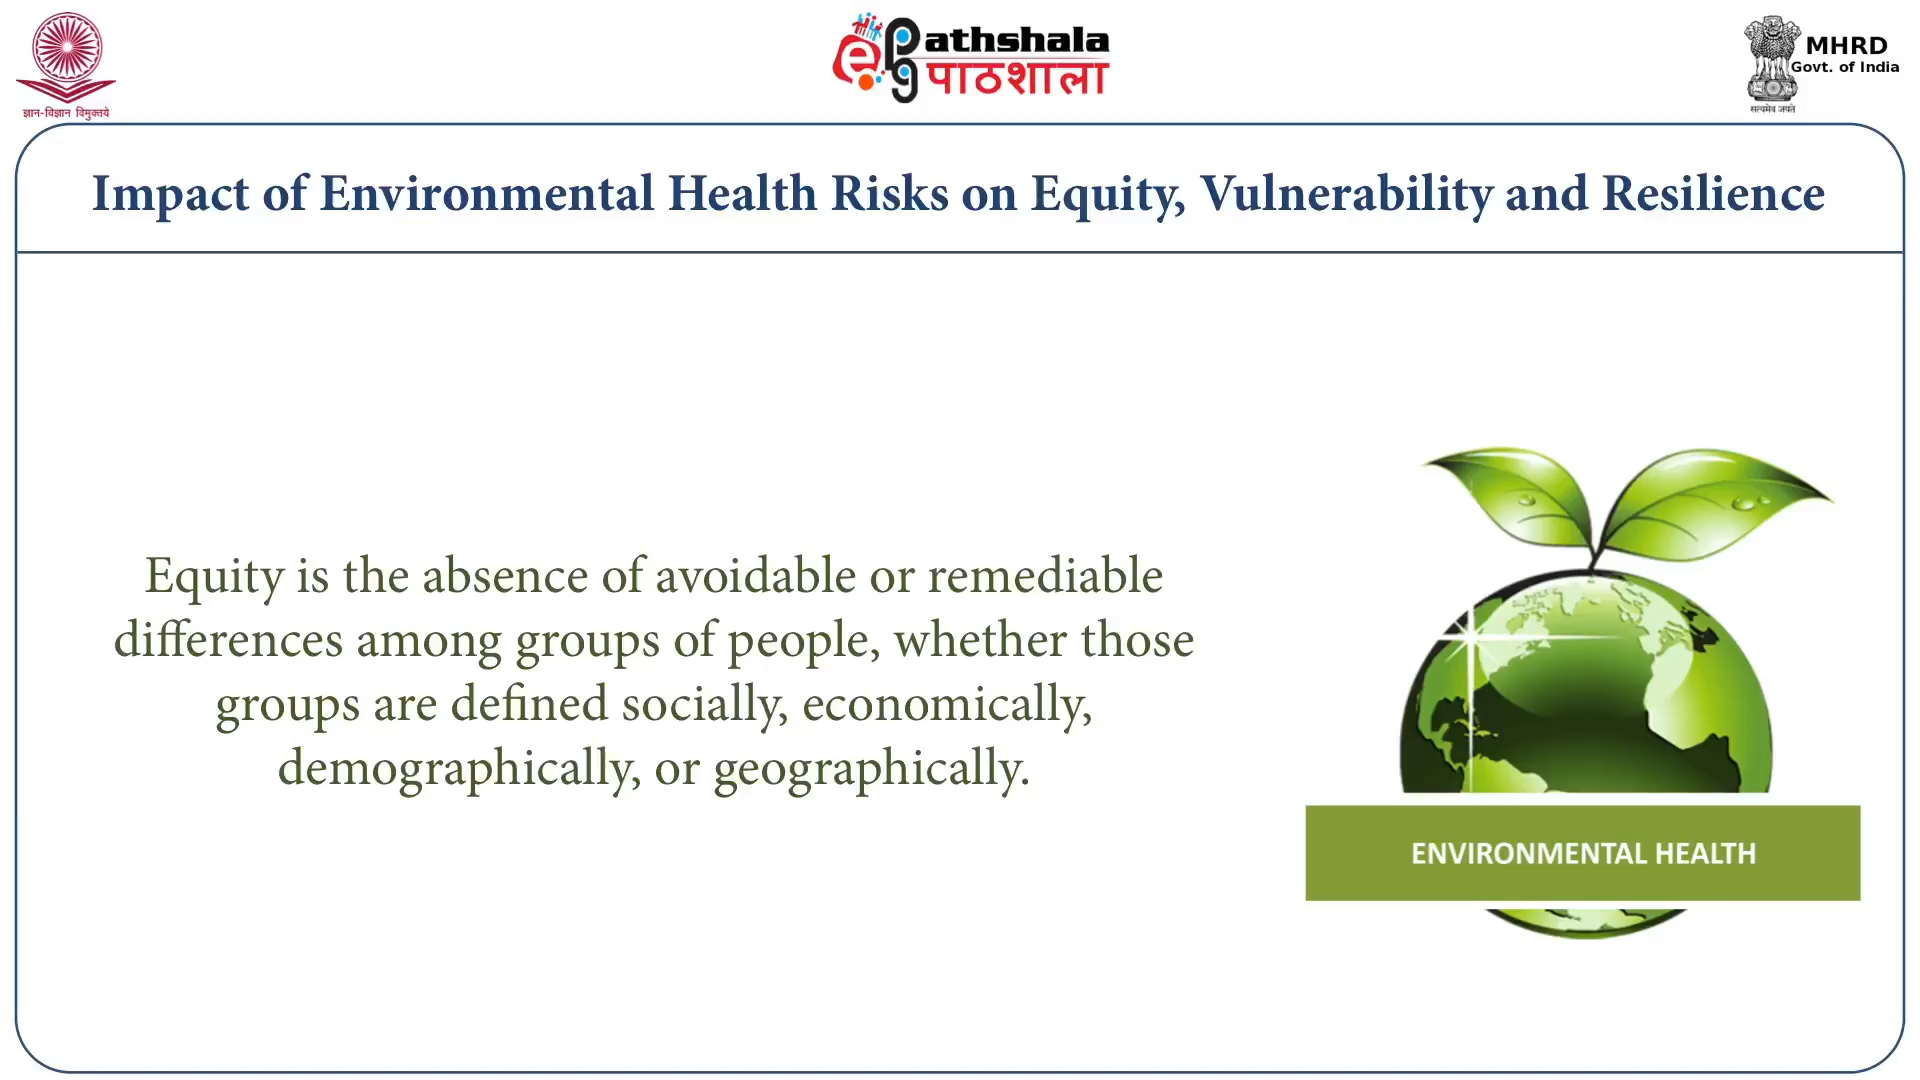 ज्ञान-विज्ञान विमुक्तये
ePathshala
पाठशाला
MHRD
Govt. of India
सत्यमेव जयते
Impact of Environmental Health Risks on Equity, Vulnerability and Resilience
Equity is the absence of avoidable or remediable
differences among groups of people, whether those
groups are defined socially, economically,
demographically, or geographically.
ENVIRONMENTAL HEALTH